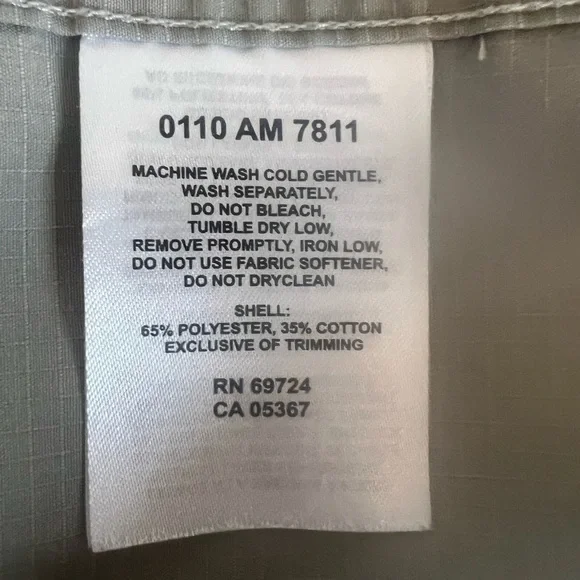 0110 AM 7811
MACHINE WASH COLD GENTLE,
WASH SEPARATELY,
DO NOT BLEACH,
TUMBLE DRY LOW,
REMOVE PROMPTLY, IRON LOW,
DO NOT USE FABRIC SOFTENER,
DO NOT DRYCLEAN
SHELL:
65% POLYESTER, 35% COTTON
EXCLUSIVE OF TRIMMING
RN 69724
CA 05367